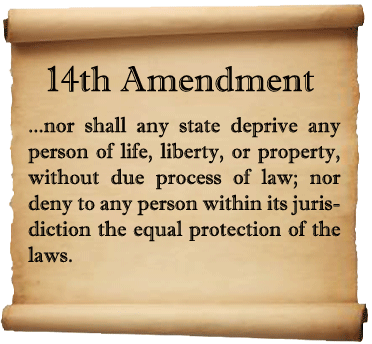 14th Amendment
...nor shall any state deprive any
person of life, liberty, or property,
without due process of law; nor
deny to any person within its juris-
diction the equal protection of the
laws.